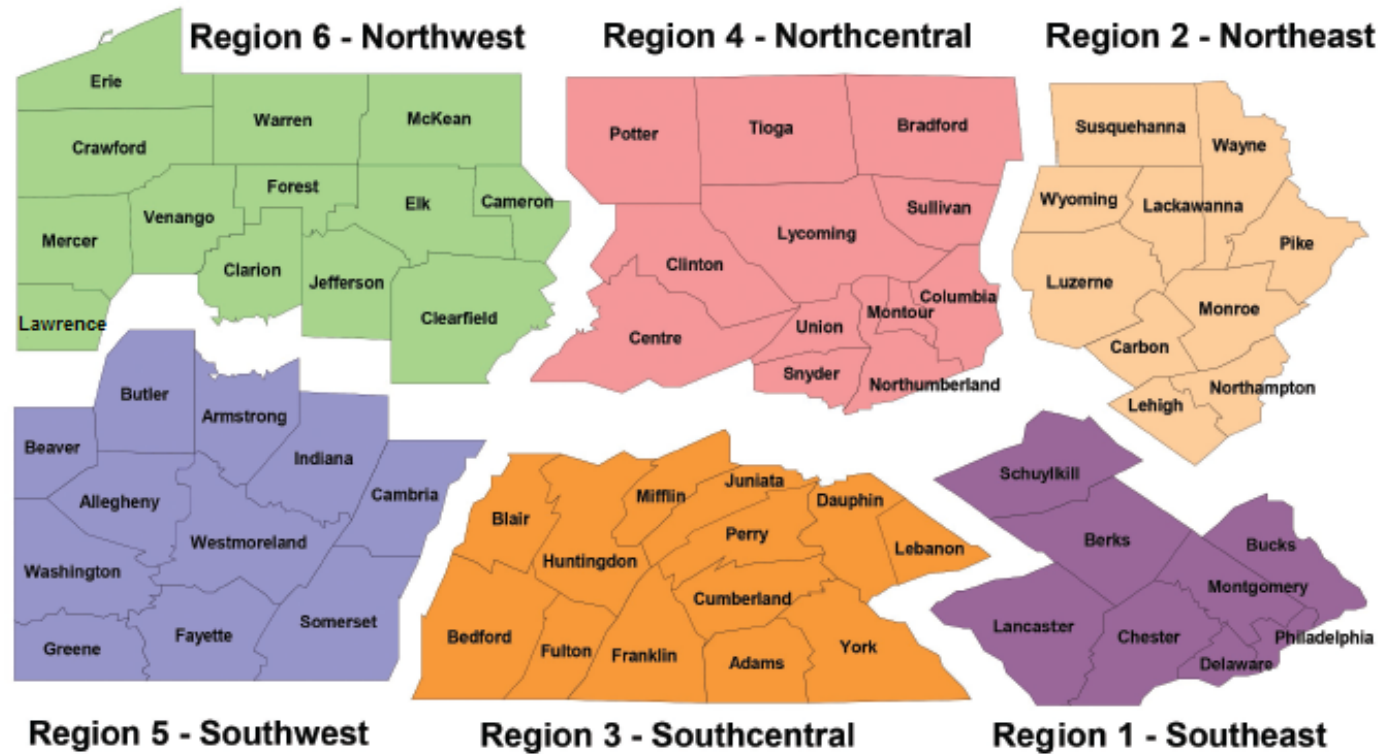 Region 6 - Northwest
Erie
Warren
McKean
Crawford
Forest
Elk
Cameron
Venango
Mercer
Clarion
Jefferson
Lawrence
Clearfield
Region 4 - Northcentral
Potter
Tioga
Bradford
Sullivan
Lycoming
Clinton
Columbia
Montour
Union
Centre
Snyder
Northumberland
Region 2 - Northeast
Susquehanna
Wayne
Wyoming
Lackawanna
Pike
Luzerne
Monroe
Carbon
Northampton
Lehigh
Butler
Armstrong
Beaver
Indiana
Cambria
Allegheny
Westmoreland
Washington
Somerset
Fayette
Greene
Region 5 - Southwest
Juniata
Mifflin
Dauphin
Blair
Perry
Lebanon
Huntingdon
Cumberland
Bedford
Fulton
Franklin
Adams
York
Region 3 - Southcentral
Schuylkill
Berks
Bucks
Montgomery
Lancaster
Chester
Philadelphia
Delaware
Region 1 - Southeast